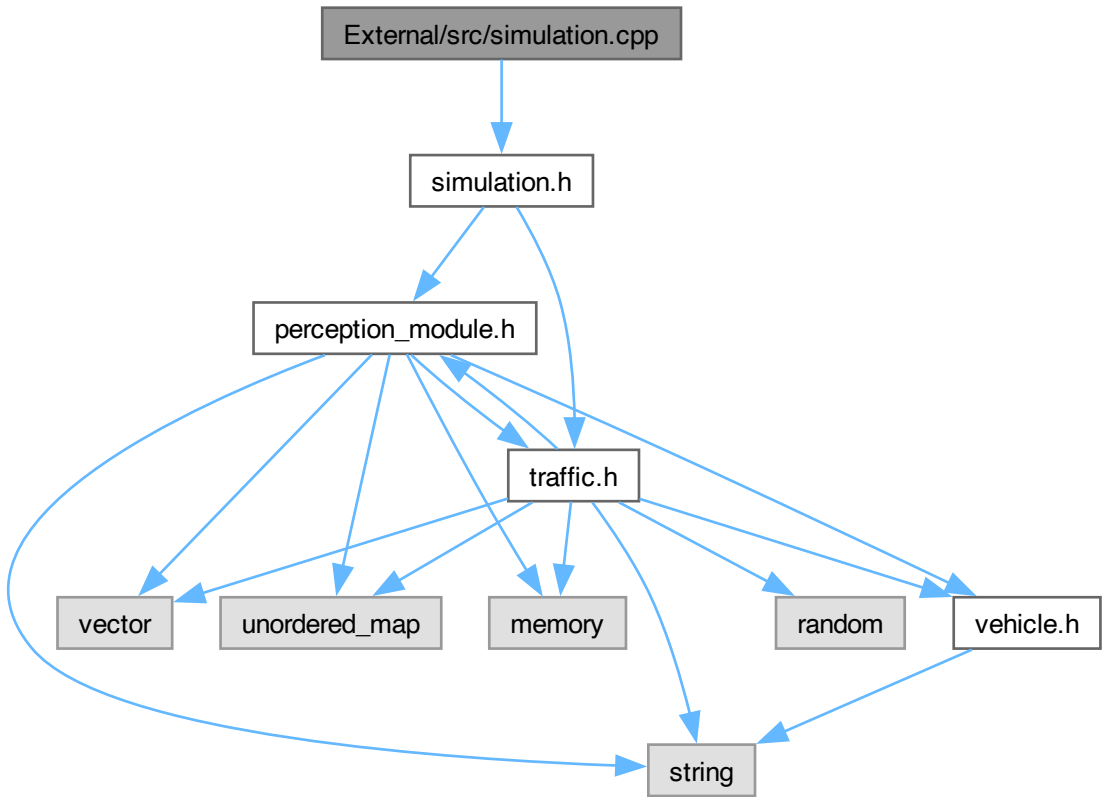 External/src/simulation.cpp
simulation.h
perception_module.h
traffic.h
vector
unordered_map
memory
random
vehicle.h
string